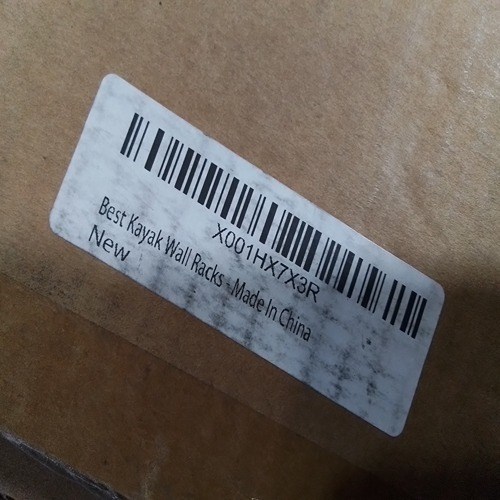 X001HX7X3R
Best Kayak Wall Racks - Made In China
New